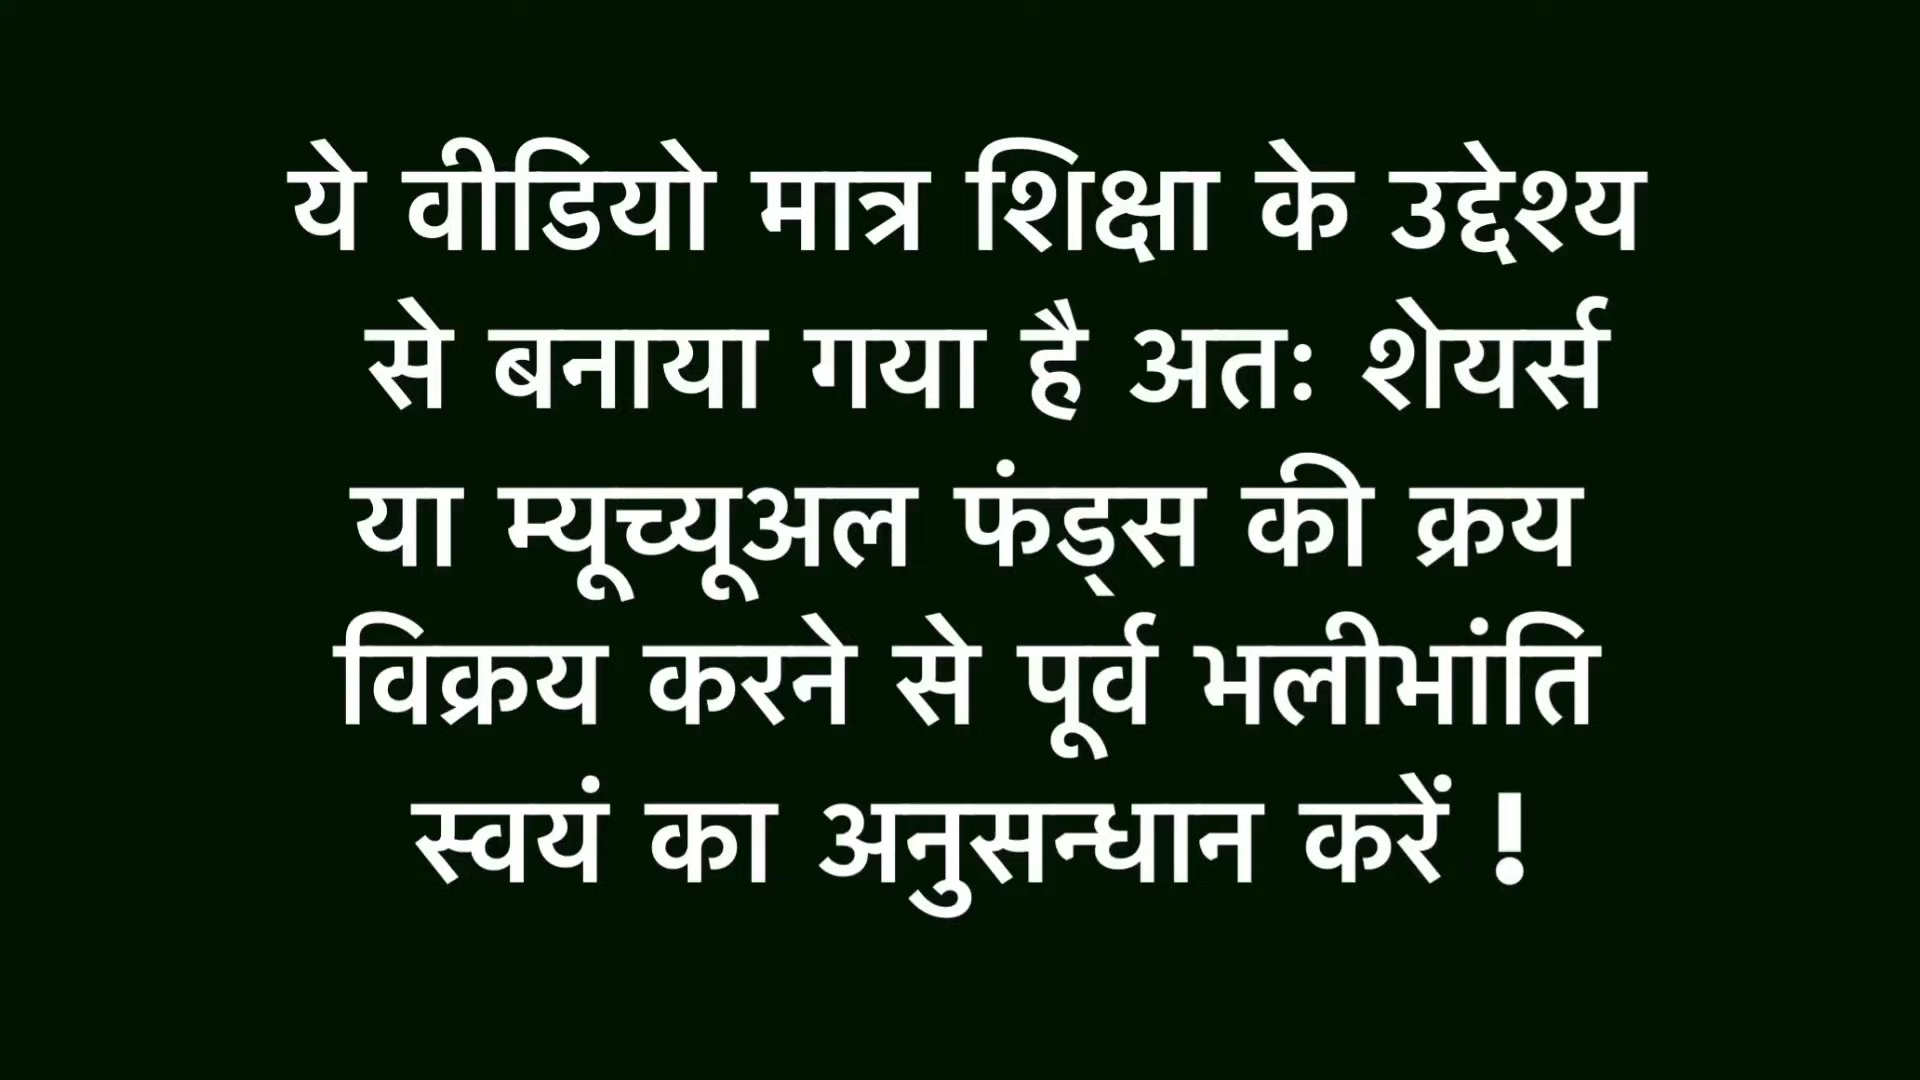 ये वीडियो मात्र शिक्षा के उद्देश्य
से बनाया गया है अतः शेयर्स
या म्यूच्यूअल फंड्स की क्रय
विक्रय करने से पूर्व भलीभांति
स्वयं का अनुसन्धान करें !